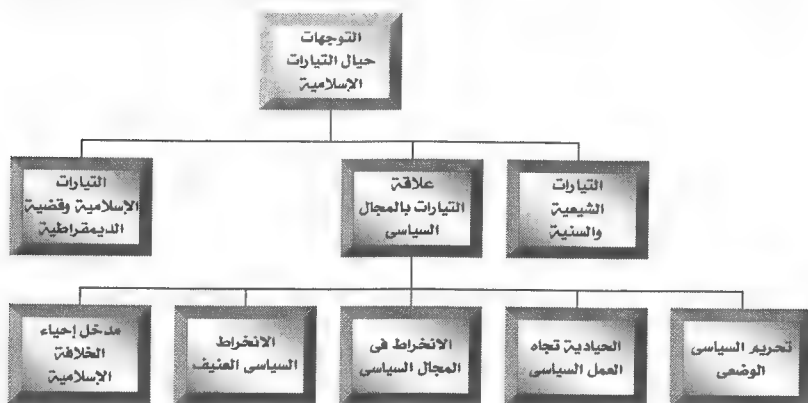 التوجهات
حيال التيارات
الإسلامية
التيارات
الشيعية
والسنية
علاقة
التيارات بالمجال
السياسى
التيارات
الإسلامية وقضية
الديمقراطية
تحريم السياسى
الوضعى
الحيادية تجاه
العمل السياسى
الانخراط فى
المجال السياسى
الانخراط
السياسى العنيف
مدخل إحياء
الخلافة
الإسلامية